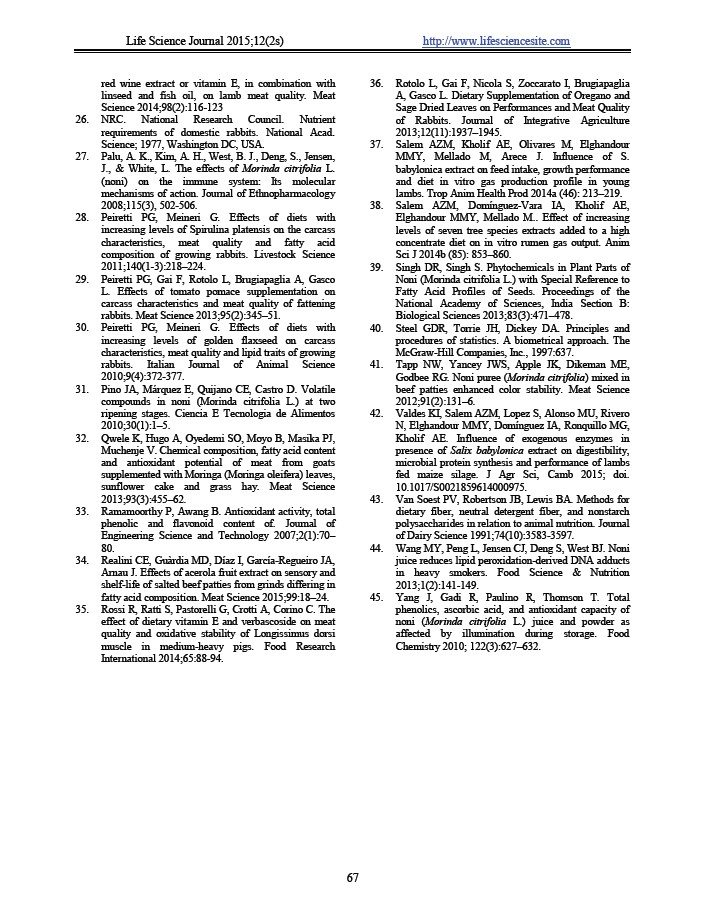 Life Science Journal 2015;12(2s)
http://www.lifesciencesite.com
red wine extract or vitamin E, in combination with
linseed and fish oil, on lamb meat quality. Meat
Science 2014;98(2):116-123
26. NRC. National Research Council. Nutrient
requirements of domestic rabbits. National Acad.
Science; 1977, Washington DC, USA.
27. Palu, A. K., Kim, A. H., West, B. J., Deng, S., Jensen,
J., & White, L. The effects of Morinda citrifolia L.
(noni) on the immune system: Its molecular
mechanisms of action. Journal of Ethnopharmacology
2008;115(3), 502-506.
28. Peiretti PG, Meineri G. Effects of diets with
increasing levels of Spirulina platensis on the carcass
characteristics, meat quality and fatty acid
composition of growing rabbits. Livestock Science
2011;140(1-3):218–224.
29. Peiretti PG, Gai F, Rotolo L, Brugiapaglia A, Gasco
L. Effects of tomato pomace supplementation on
carcass characteristics and meat quality of fattening
rabbits. Meat Science 2013;95(2):345–51.
30. Peiretti PG, Meineri G. Effects of diets with
increasing levels of golden flaxseed on carcass
characteristics, meat quality and lipid traits of growing
rabbits. Italian Journal of Animal Science
2010;9(4):372-377.
31. Pino JA, Márquez E, Quijano CE, Castro D. Volatile
compounds in noni (Morinda citrifolia L.) at two
ripening stages. Ciencia E Tecnologia de Alimentos
2010;30(1):1–5.
32. Qwele K, Hugo A, Oyedemi SO, Moyo B, Masika PJ,
Muchenje V. Chemical composition, fatty acid content
and antioxidant potential of meat from goats
supplemented with Moringa (Moringa oleifera) leaves,
sunflower cake and grass hay. Meat Science
2013;93(3):455–62.
33. Ramamoorthy P, Awang B. Antioxidant activity, total
phenolic and flavonoid content of. Journal of
Engineering Science and Technology 2007;2(1):70–
80.
34. Realini CE, Guàrdia MD, Díaz I, García-Regueiro JA,
Arnau J. Effects of acerola fruit extract on sensory and
shelf-life of salted beef patties from grinds differing in
fatty acid composition. Meat Science 2015;99:18–24.
35. Rossi R, Ratti S, Pastorelli G, Crotti A, Corino C. The
effect of dietary vitamin E and verbascoside on meat
quality and oxidative stability of Longissimus dorsi
muscle in medium-heavy pigs. Food Research
International 2014;65:88-94.
36. Rotolo L, Gai F, Nicola S, Zoccarato I, Brugiapaglia
A, Gasco L. Dietary Supplementation of Oregano and
Sage Dried Leaves on Performances and Meat Quality
of Rabbits. Journal of Integrative Agriculture
2013;12(11):1937–1945.
37. Salem AZM, Kholif AE, Olivares M, Elghandour
MMY, Mellado M, Arece J. Influence of S.
babylonica extract on feed intake, growth performance
and diet in vitro gas production profile in young
lambs. Trop Anim Health Prod 2014a (46): 213–219.
38. Salem AZM, Domínguez-Vara IA, Kholif AE,
Elghandour MMY, Mellado M.. Effect of increasing
levels of seven tree species extracts added to a high
concentrate diet on in vitro rumen gas output. Anim
Sci J 2014b (85): 853–860.
39. Singh DR, Singh S. Phytochemicals in Plant Parts of
Noni (Morinda citrifolia L.) with Special Reference to
Fatty Acid Profiles of Seeds. Proceedings of the
National Academy of Sciences, India Section B:
Biological Sciences 2013;83(3):471–478.
40. Steel GDR, Torrie JH, Dickey DA. Principles and
procedures of statistics. A biometrical approach. The
McGraw-Hill Companies, Inc., 1997:637.
41. Tapp NW, Yancey JWS, Apple JK, Dikeman ME,
Godbee RG. Noni puree (Morinda citrifolia) mixed in
beef patties enhanced color stability. Meat Science
2012;91(2):131–6.
42. Valdes KI, Salem AZM, Lopez S, Alonso MU, Rivero
N, Elghandour MMY, Domínguez IA, Ronquillo MG,
Kholif AE. Influence of exogenous enzymes in
presence of Salix babylonica extract on digestibility,
microbial protein synthesis and performance of lambs
fed maize silage. J Agr Sci, Camb 2015; doi.
10.1017/S0021859614000975.
43. Van Soest PV, Robertson JB, Lewis BA. Methods for
dietary fiber, neutral detergent fiber, and nonstarch
polysaccharides in relation to animal nutrition. Journal
of Dairy Science 1991;74(10):3583-3597.
44. Wang MY, Peng L, Jensen CJ, Deng S, West BJ. Noni
juice reduces lipid peroxidation-derived DNA adducts
in heavy smokers. Food Science & Nutrition
2013;1(2):141-149.
45. Yang J, Gadi R, Paulino R, Thomson T. Total
phenolics, ascorbic acid, and antioxidant capacity of
noni (Morinda citrifolia L.) juice and powder as
affected by illumination during storage. Food
Chemistry 2010; 122(3):627–632.
67